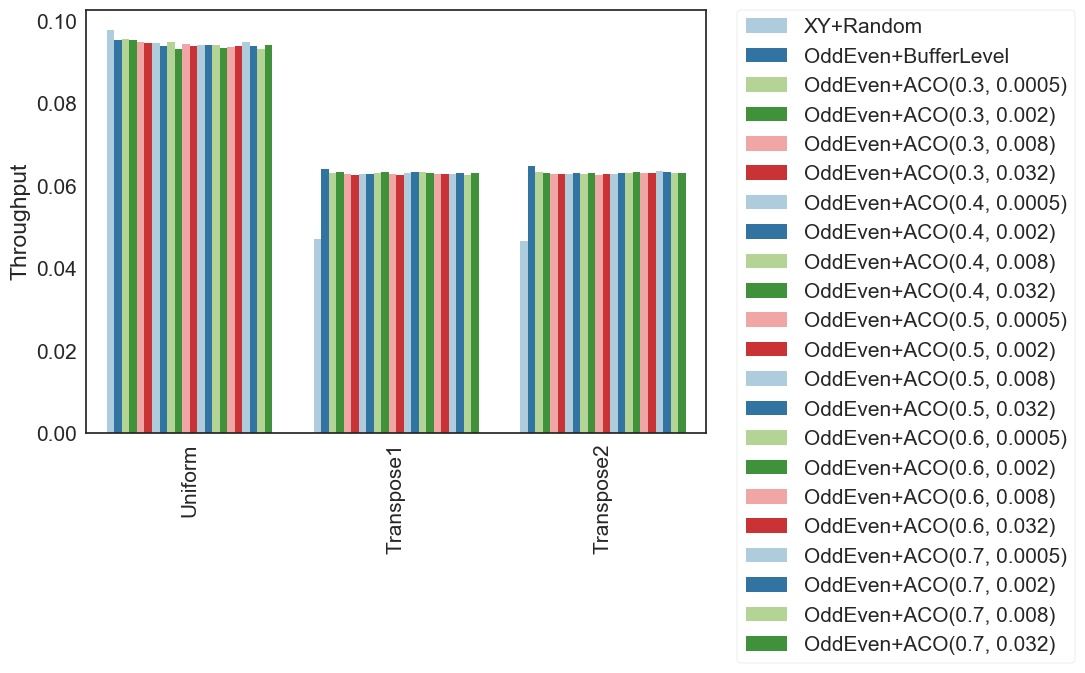 Throughput
0.10
0.08
0.06
0.04
0.02
0.00
Uniform
Transpose1
Transpose2
XY+Random
OddEven+BufferLevel
OddEven+ACO(0.3, 0.0005)
OddEven+ACO(0.3, 0.002)
OddEven+ACO(0.3, 0.008)
OddEven+ACO(0.3, 0.032)
OddEven+ACO(0.4, 0.0005)
OddEven+ACO(0.4, 0.002)
OddEven+ACO(0.4, 0.008)
OddEven+ACO(0.4, 0.032)
OddEven+ACO(0.5, 0.0005)
OddEven+ACO(0.5, 0.002)
OddEven+ACO(0.5, 0.008)
OddEven+ACO(0.5, 0.032)
OddEven+ACO(0.6, 0.0005)
OddEven+ACO(0.6, 0.002)
OddEven+ACO(0.6, 0.008)
OddEven+ACO(0.6, 0.032)
OddEven+ACO(0.7, 0.0005)
OddEven+ACO(0.7, 0.002)
OddEven+ACO(0.7, 0.008)
OddEven+ACO(0.7, 0.032)